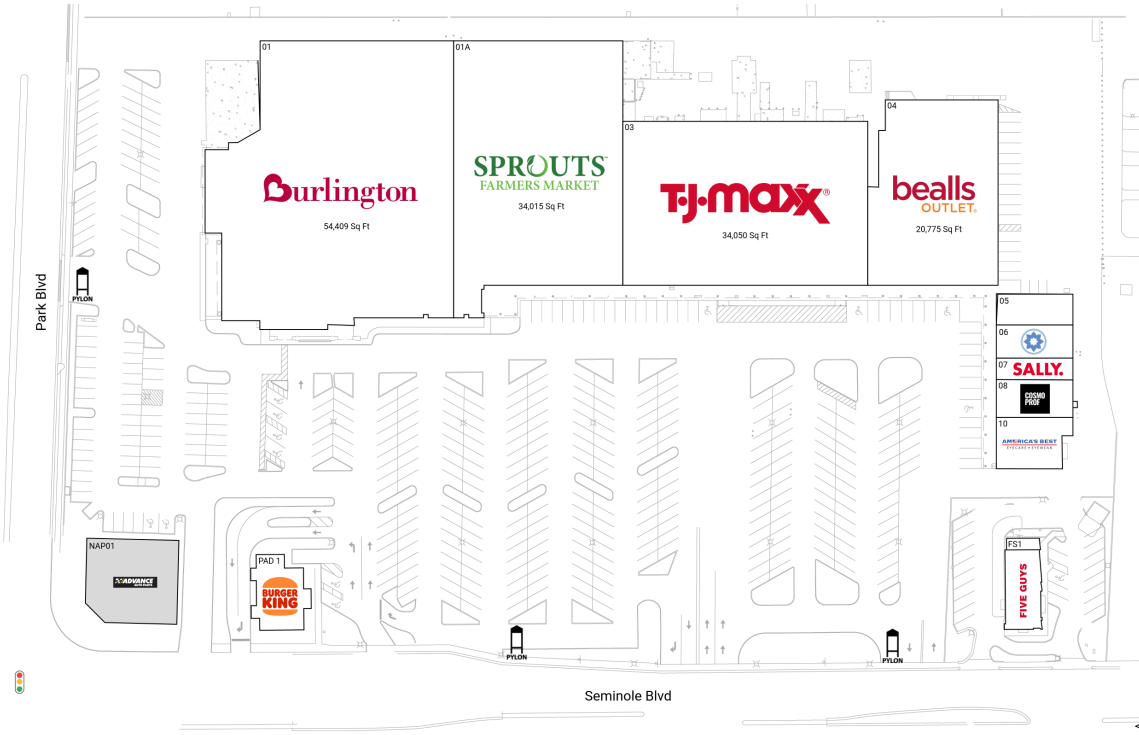 01
01A
03
04
Burlington
54,409 Sq Ft
SPROUTS
FARMERS MARKET
34,015 Sq Ft
T·J·maxx®
34,050 Sq Ft
bealls
OUTLET®
20,775 Sq Ft
Park Blvd
PYLON
05
06
07
SALLY.
08
COSMO
PROF
10
AMERICA'S BEST
EYECARE + EYEWEAR
NAP01
ADVANCE
AUTO PARTS
PAD 1
BURGER
KING
FS1
FIVE GUYS
PYLON
PYLON
Seminole Blvd